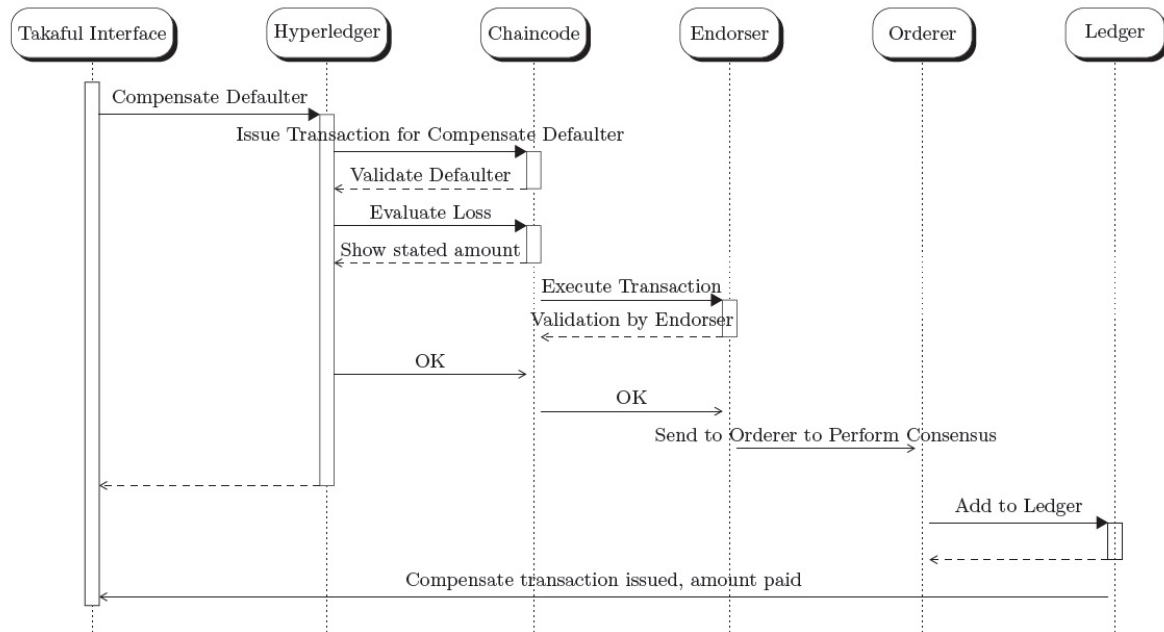 Takaful Interface
Hyperledger
Chaincode
Endorser
Orderer
Ledger
Compensate Defaulter
Issue Transaction for Compensate Defaulter
Validate Defaulter
Evaluate Loss
Show stated amount
Execute Transaction
Validation by Endorser
OK
OK
Send to Orderer to Perform Consensus
Add to Ledger
Compensate transaction issued, amount paid